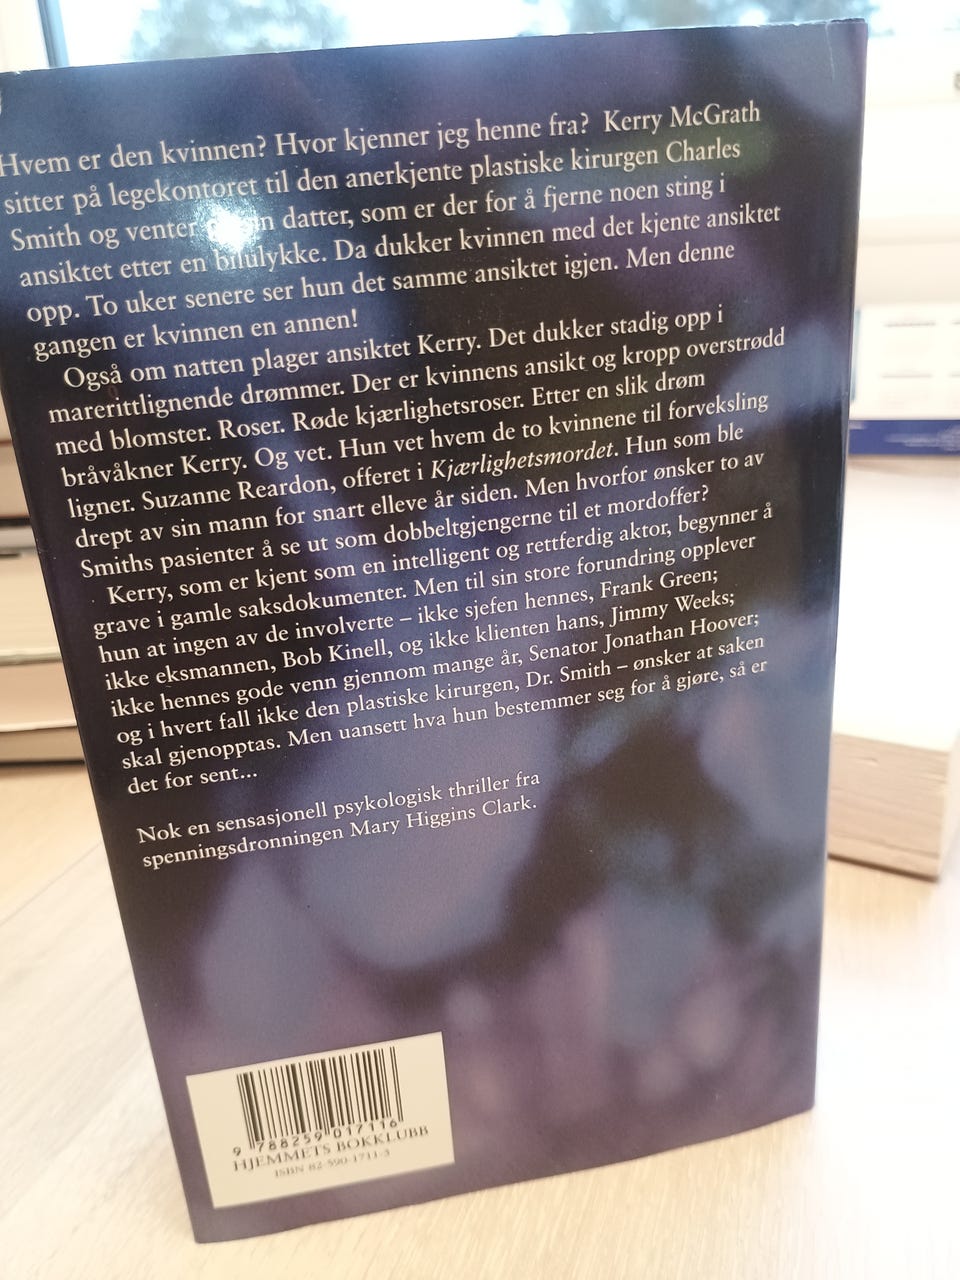 Hvem er den kvinnen? Hvor kjenner jeg henne fra? Kerry McGrath
sitter på legekontoret til den anerkjente plastiske kirurgen Charles
Smith og venter datter, som er der for å fjerne noen sting i
ansiktet etter en bilulykke. Da dukker kvinnen med det kjente ansiktet
opp. To uker senere ser hun det samme ansiktet igjen. Men denne
gangen er kvinnen en annen!
Også om natten plager ansiktet Kerry. Det dukker stadig opp i
marerittlignende drømmer. Der er kvinnens ansikt og kropp overstrødd
med blomster. Roser. Røde kjærlighetsroser. Etter en slik drøm
bråvåkner Kerry. Og vet. Hun vet hvem de to kvinnene til forveksling
ligner. Suzanne Reardon, offeret i Kjærlighetsmordet. Hun som ble
drept av sin mann for snart elleve år siden. Men hvorfor ønsker to av
Smiths pasienter å se ut som dobbeltgjengerne til et mordoffer?
Kerry, som er kjent som en intelligent og rettferdig aktor, begynner å
grave i gamle saksdokumenter. Men til sin store forundring opplever
hun at ingen av de involverte – ikke sjefen hennes, Frank Green;
ikke eksmannen, Bob Kinell, og ikke klienten hans, Jimmy Weeks;
ikke hennes gode venn gjennom mange år, Senator Jonathan Hoover;
og i hvert fall ikke den plastiske kirurgen, Dr. Smith – ønsker at saken
skal gjenopptas. Men uansett hva hun bestemmer seg for å gjøre, så er
det for sent...
Nok en sensasjonell psykologisk thriller fra
spenningsdronningen Mary Higgins Clark.
9 788259 017116
HJEMMETS BOKKLUBB
ISBN 82-590-1711-3